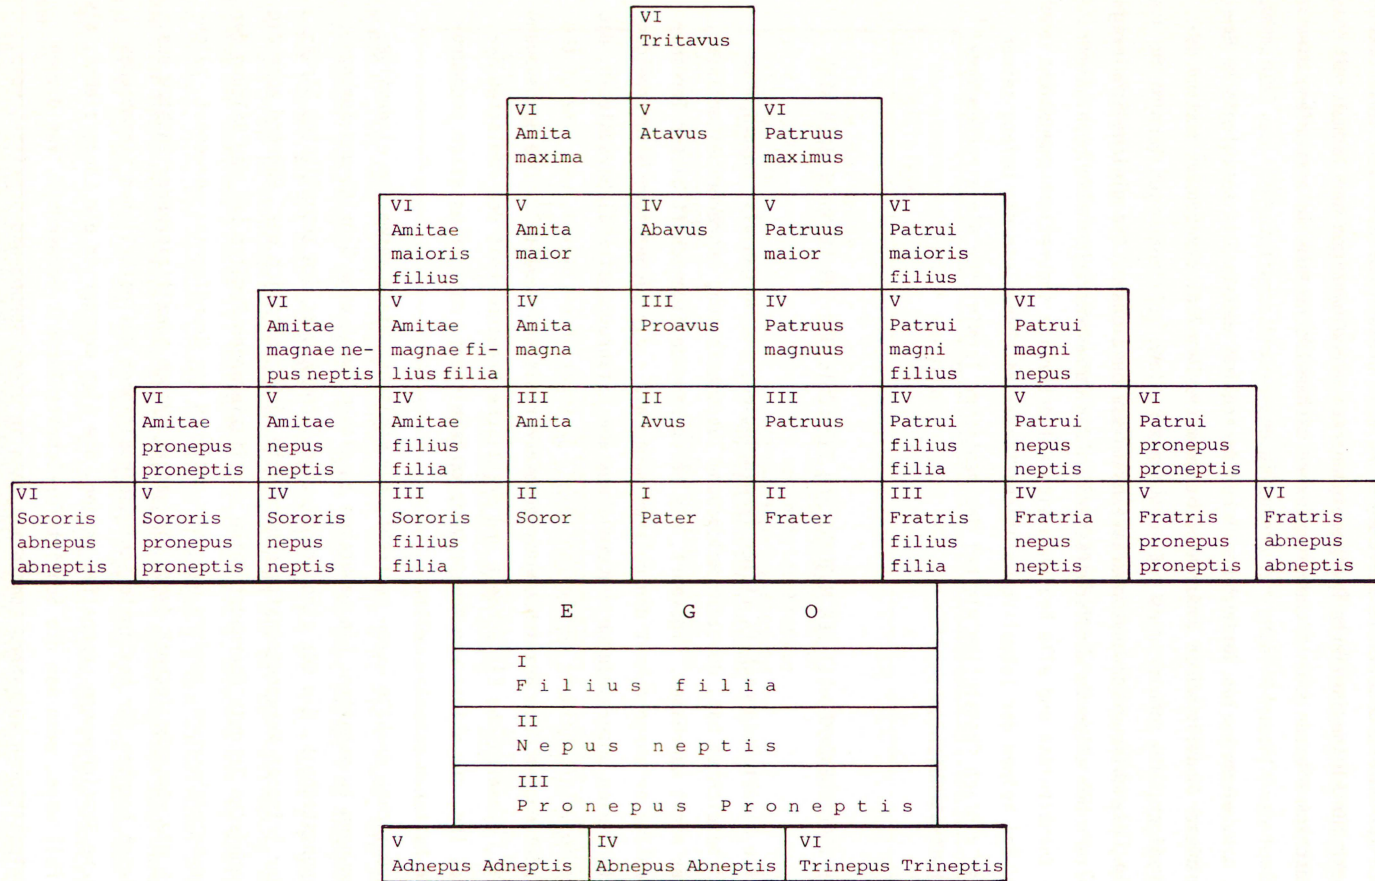 VI
Tritavus
VI
Amita
maxima
V
Atavus
VI
Patruus
maximus
VI
Amitae
maioris
filius
V
Amita
maior
IV
Abavus
V
Patruus
maior
VI
Patrui
maioris
filius
VI
Amitae
magnae ne-
pus neptis
V
Amitae
magnae fi-
lius filia
IV
Amita
magna
III
Proavus
IV
Patruus
magnuus
V
Patrui
magni
filius
VI
Patrui
magni
nepus
VI
Amitae
pronepus
proneptis
V
Amitae
nepus
neptis
IV
Amitae
filius
filia
III
Amita
II
Avus
III
Patruus
IV
Patrui
filius
filia
V
Patrui
nepus
neptis
VI
Patrui
pronepus
proneptis
VI
Sororis
abnepus
abneptis
V
Sororis
pronepus
proneptis
IV
Sororis
nepus
neptis
III
Sororis
filius
filia
II
Soror
I
Pater
II
Frater
III
Fratris
filius
filia
IV
Fratria
nepus
neptis
V
Fratris
pronepus
proneptis
VI
Fratris
abnepus
abneptis
E G O
I
Filius filia
II
Nepus neptis
III
Pronepus Proneptis
V
Adnepus Adneptis
IV
Abnepus Abneptis
VI
Trinepus Trineptis